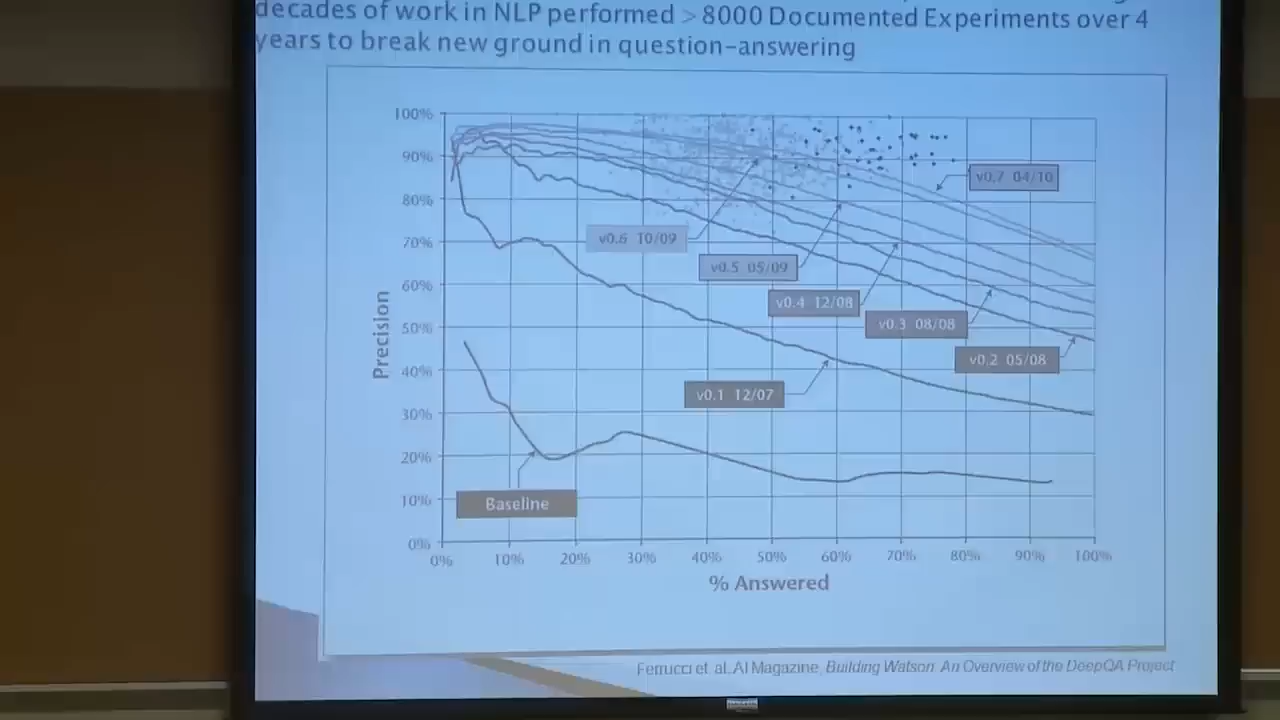 decades of work in NLP performed > 8000 Documented Experiments over 4
years to break new ground in question-answering
100%
90%
80%
70%
60%
50%
40%
30%
20%
10%
0%
Precision
v0.7 04/10
v0.6 10/09
v0.5 05/09
v0.4 12/08
v0.3 08/08
v0.2 05/08
v0.1 12/07
Baseline
0% 10% 20% 30% 40% 50% 60% 70% 80% 90% 100%
% Answered
Ferrucci et. al. AI Magazine, Building Watson. An Overview of the DeepQA Project